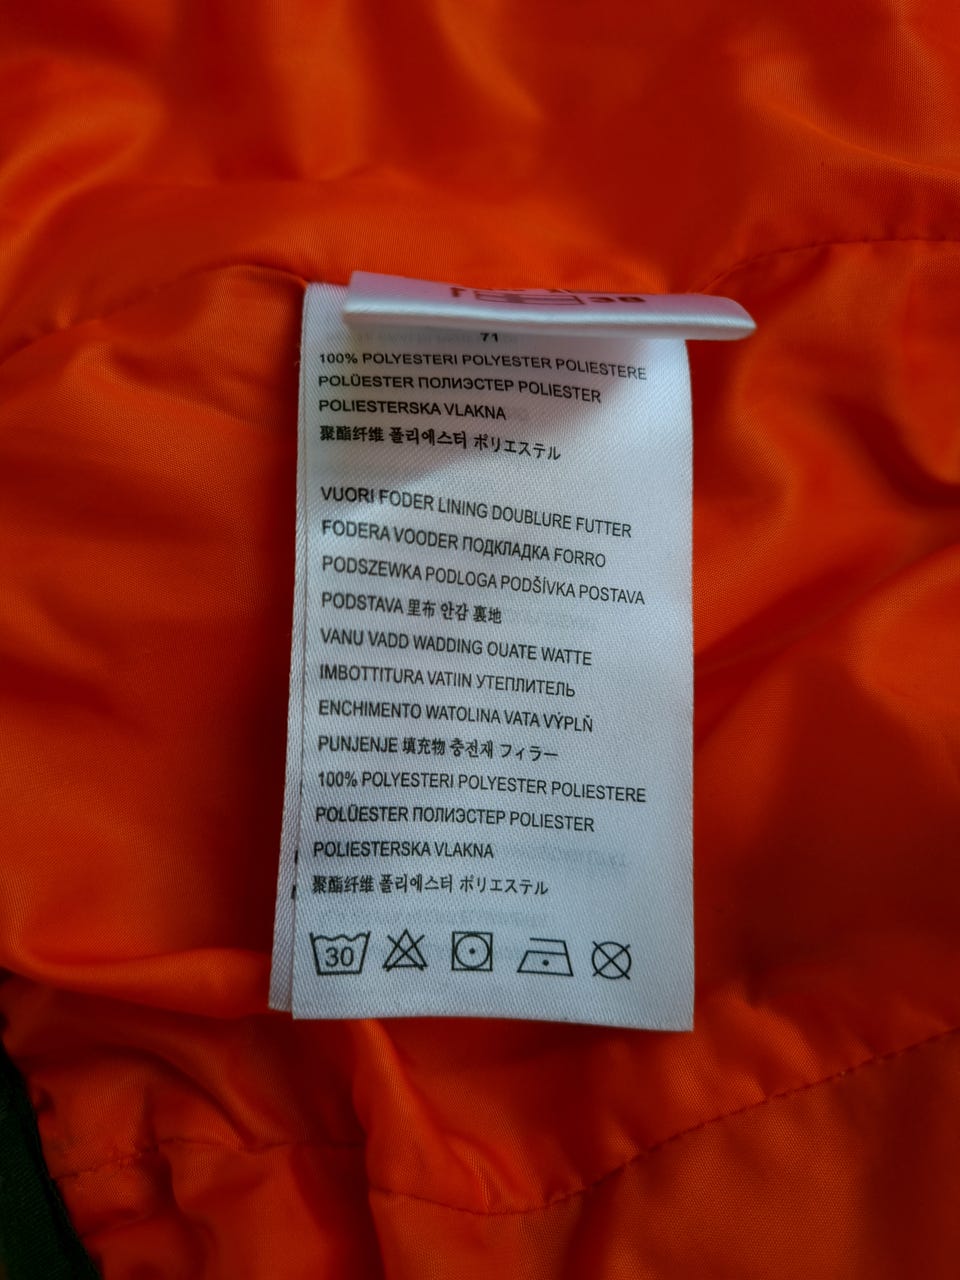 38
71
100% POLYESTERI POLYESTER POLIESTERE
POLÜESTER ПОЛИЭСТЕР POLIESTER
POLIESTERSKA VLAKNA
聚酯纤维 폴리에스터 ポリエステル
VUORI FODER LINING DOUBLURE FUTTER
FODERA VOODER ПОДКЛАДКА FORRO
PODSZEWKA PODLOGA PODŠÍVKA POSTAVA
PODSTAVA 里布 안감 裏地
VANU VADD WADDING OUATE WATTE
IMBOTTITURA VATIIN УТЕПЛИТЕЛЬ
ENCHIMENTO WATOLINA VATA VÝPLŇ
PUNJENJE 填充物 충전재 フィラー
100% POLYESTERI POLYESTER POLIESTERE
POLÜESTER ПОЛИЭСТЕР POLIESTER
POLIESTERSKA VLAKNA
聚酯纤维 폴리에스터 ポリエステル
30